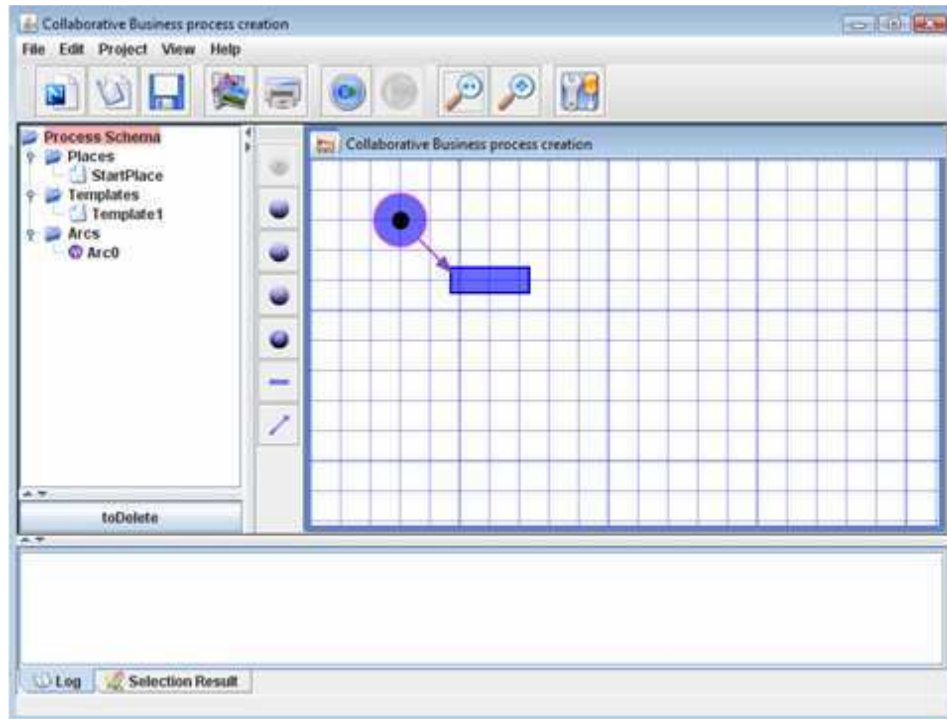 Collaborative Business process creation
File Edit Project View Help
Process Schema
Places
StartPlace
Templates
Template1
Arcs
Arc0
toDelete
Collaborative Business process creation
Log Selection Result